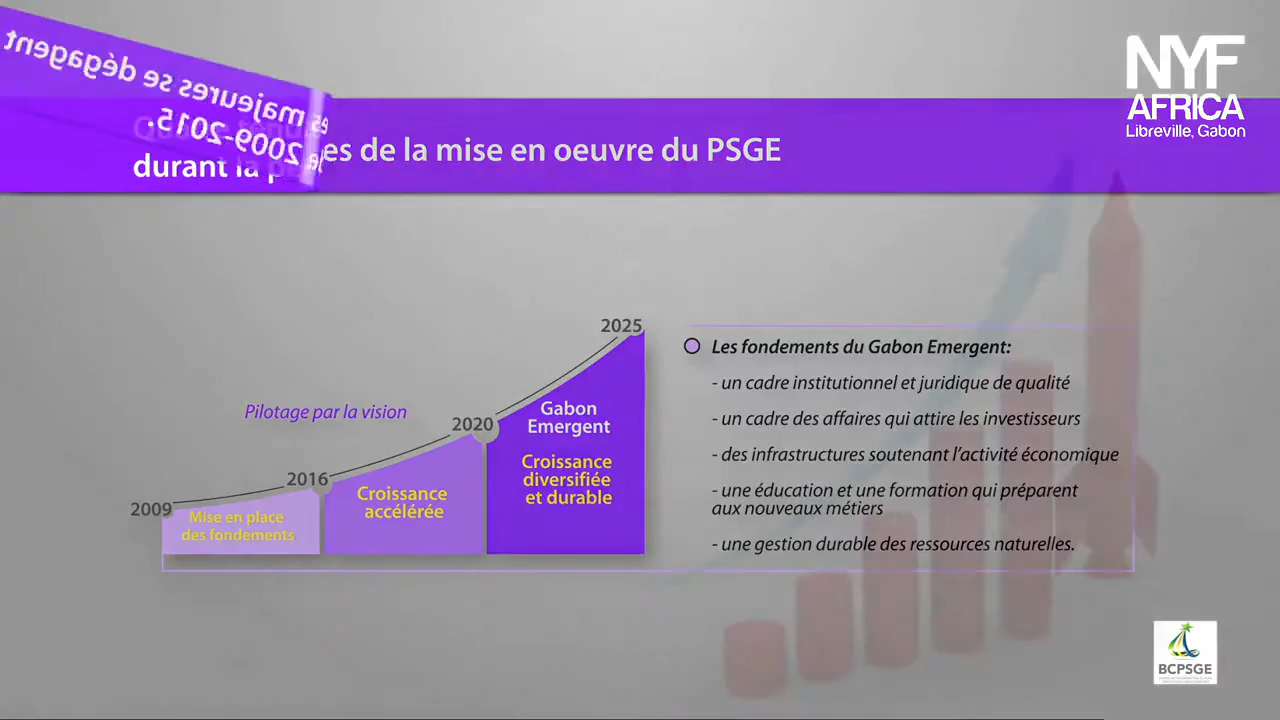 NYF
AFRICA
Libreville, Gabon
majeures se dégagent
2009-2015.
es de la mise en oeuvre du PSGE
durant la p
2025
2020
2016
2009
Pilotage par la vision
Gabon
Emergent
Croissance
diversifiée
et durable
Croissance
accélérée
Mise en place
des fondements
Les fondements du Gabon Emergent:
- un cadre institutionnel et juridique de qualité
- un cadre des affaires qui attire les investisseurs
- des infrastructures soutenant l'activité économique
- une éducation et une formation qui préparent
aux nouveaux métiers
- une gestion durable des ressources naturelles.
BCPSGE